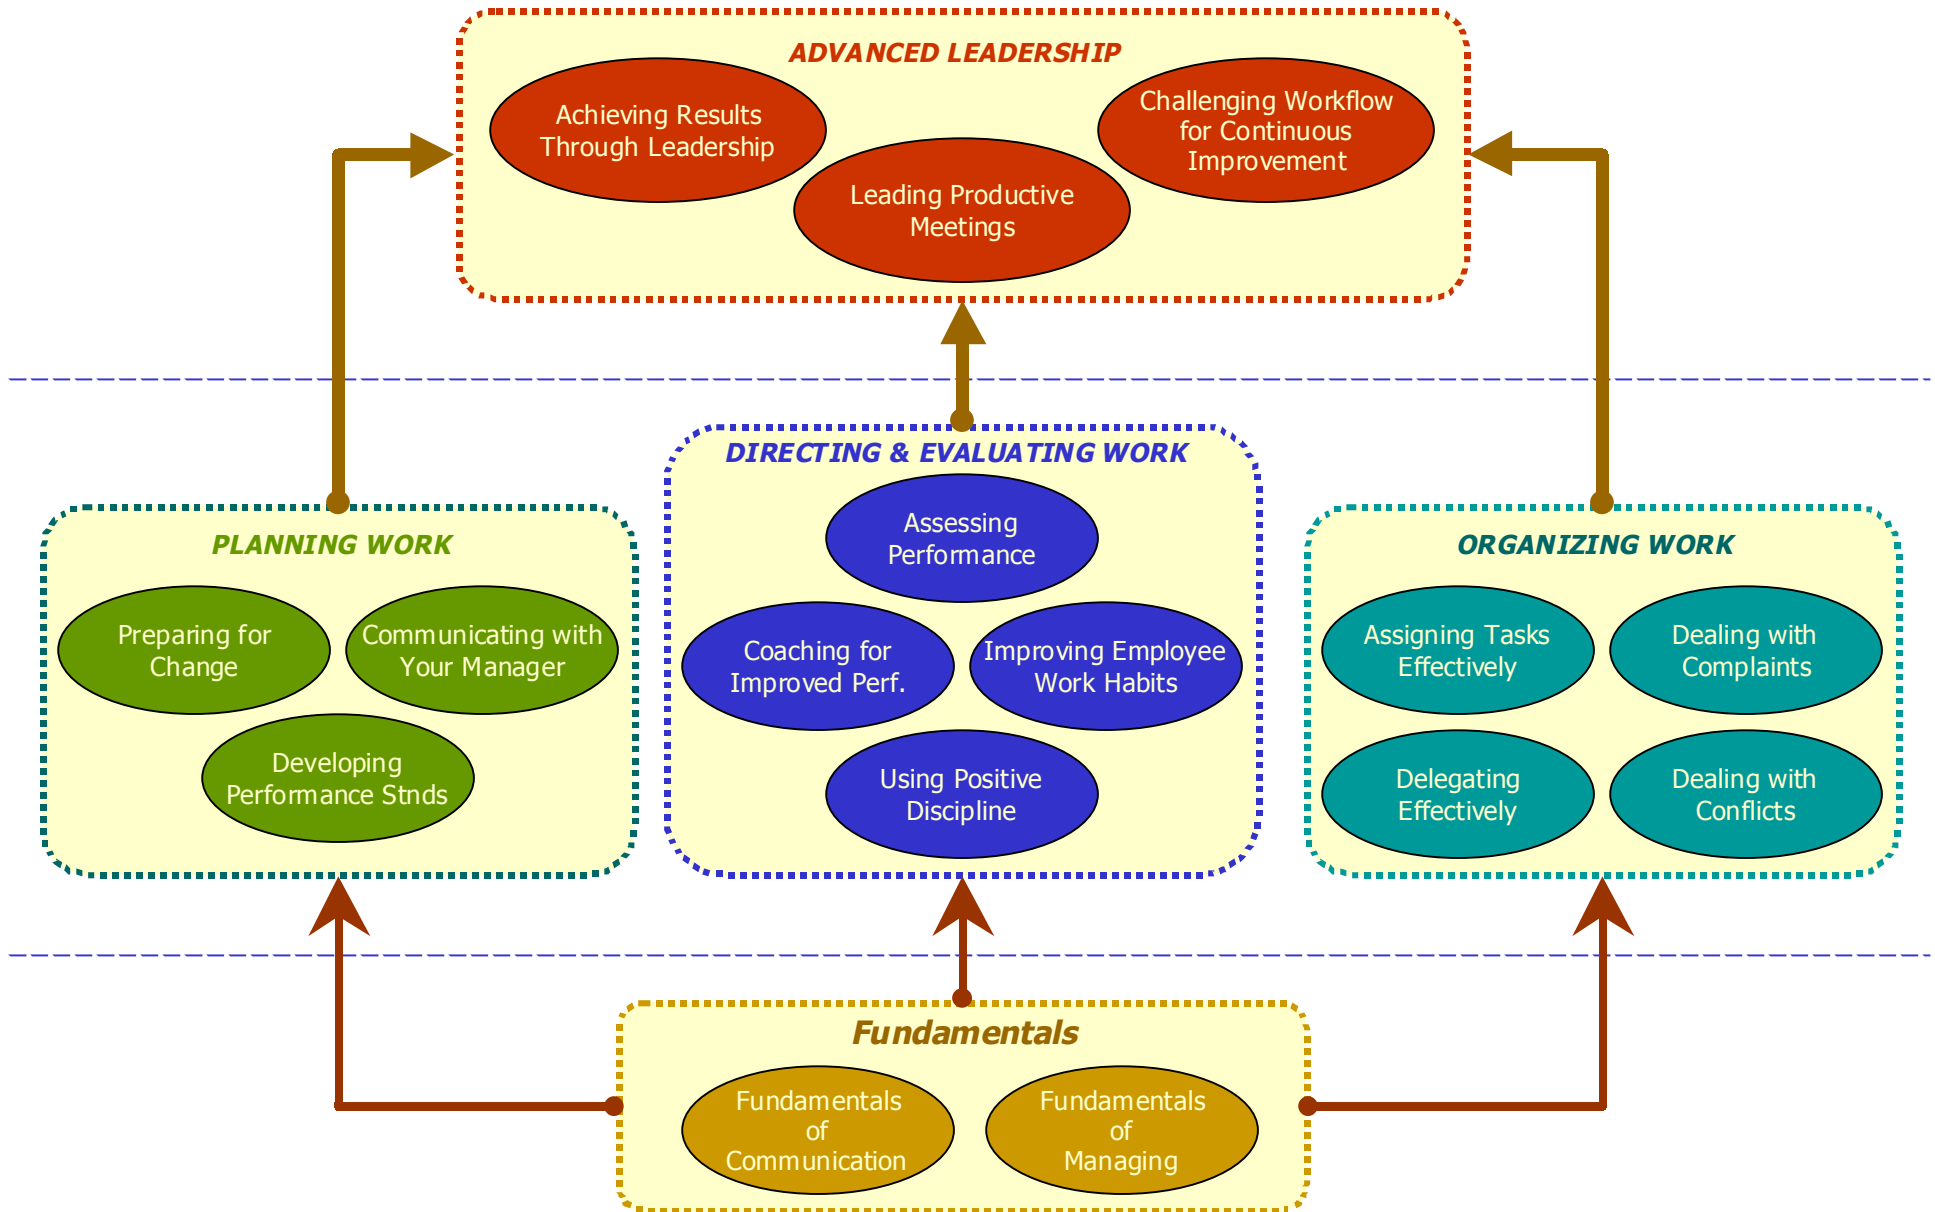 ADVANCED LEADERSHIP
Achieving Results
Through Leadership
Leading Productive
Meetings
Challenging Workflow
for Continuous
Improvement
PLANNING WORK
Preparing for
Change
Communicating with
Your Manager
Developing
Performance Stnds
DIRECTING & EVALUATING WORK
Assessing
Performance
Coaching for
Improved Perf.
Improving Employee
Work Habits
Using Positive
Discipline
ORGANIZING WORK
Assigning Tasks
Effectively
Dealing with
Complaints
Delegating
Effectively
Dealing with
Conflicts
Fundamentals
Fundamentals
of
Communication
Fundamentals
of
Managing